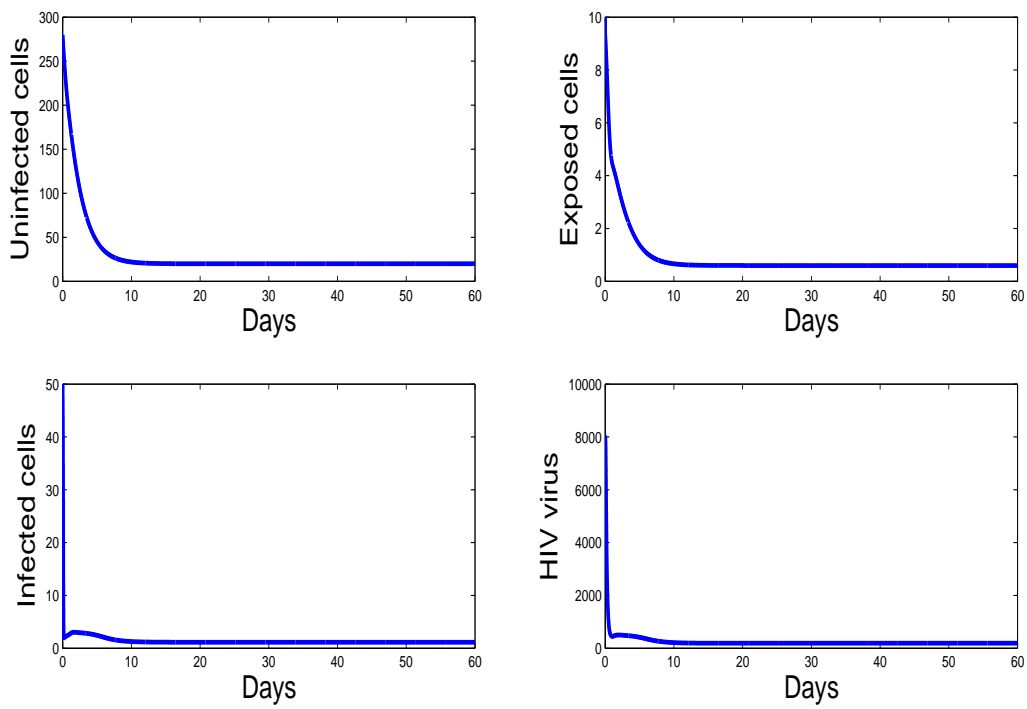 Uninfected cells
300
250
200
150
100
50
0
0 10 20 30 40 50 60
Days
Exposed cells
10
8
6
4
2
0
0 10 20 30 40 50 60
Days
Infected cells
50
40
30
20
10
0
0 10 20 30 40 50 60
Days
HIV virus
10000
8000
6000
4000
2000
0
0 10 20 30 40 50 60
Days